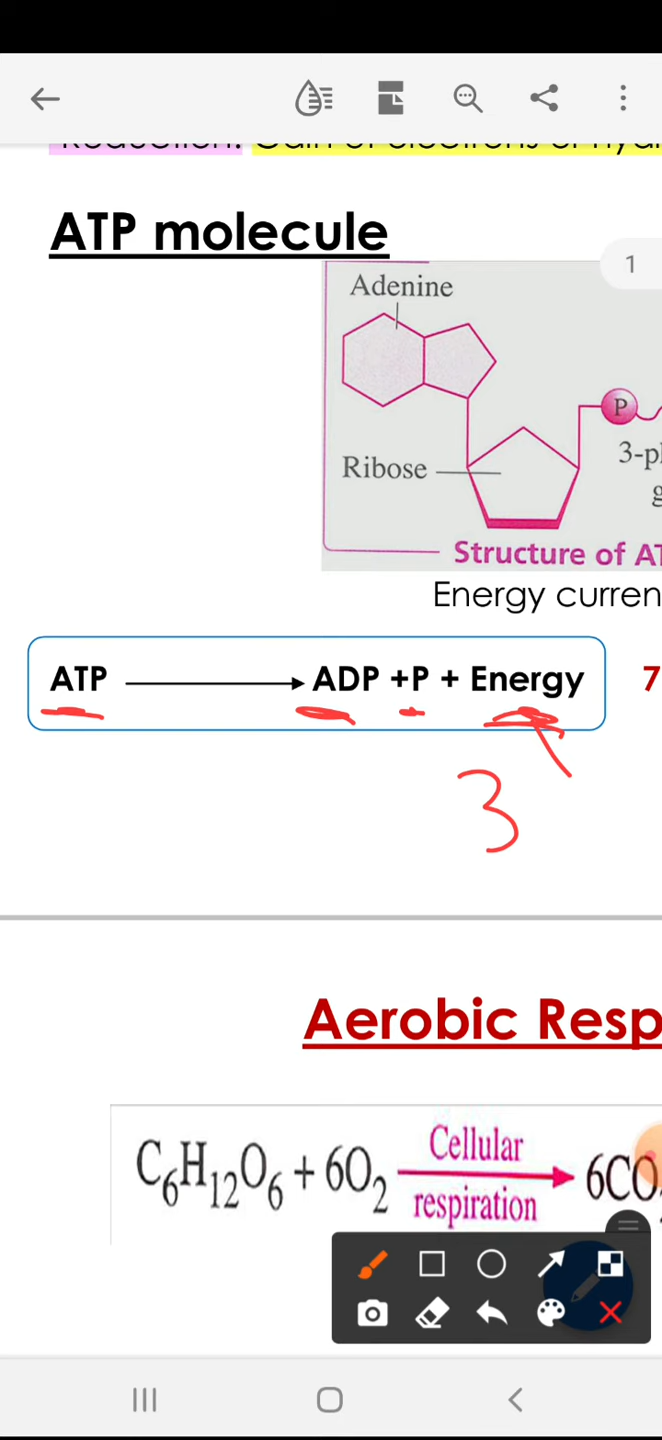 ATP molecule
1
Adenine
P
Ribose
3-p
Structure of A
Energy curren
ATP ADP +P + Energy 7
3
Aerobic Resp
C₆H₁₂O₆ + 6O₂ Cellular respiration 6CO